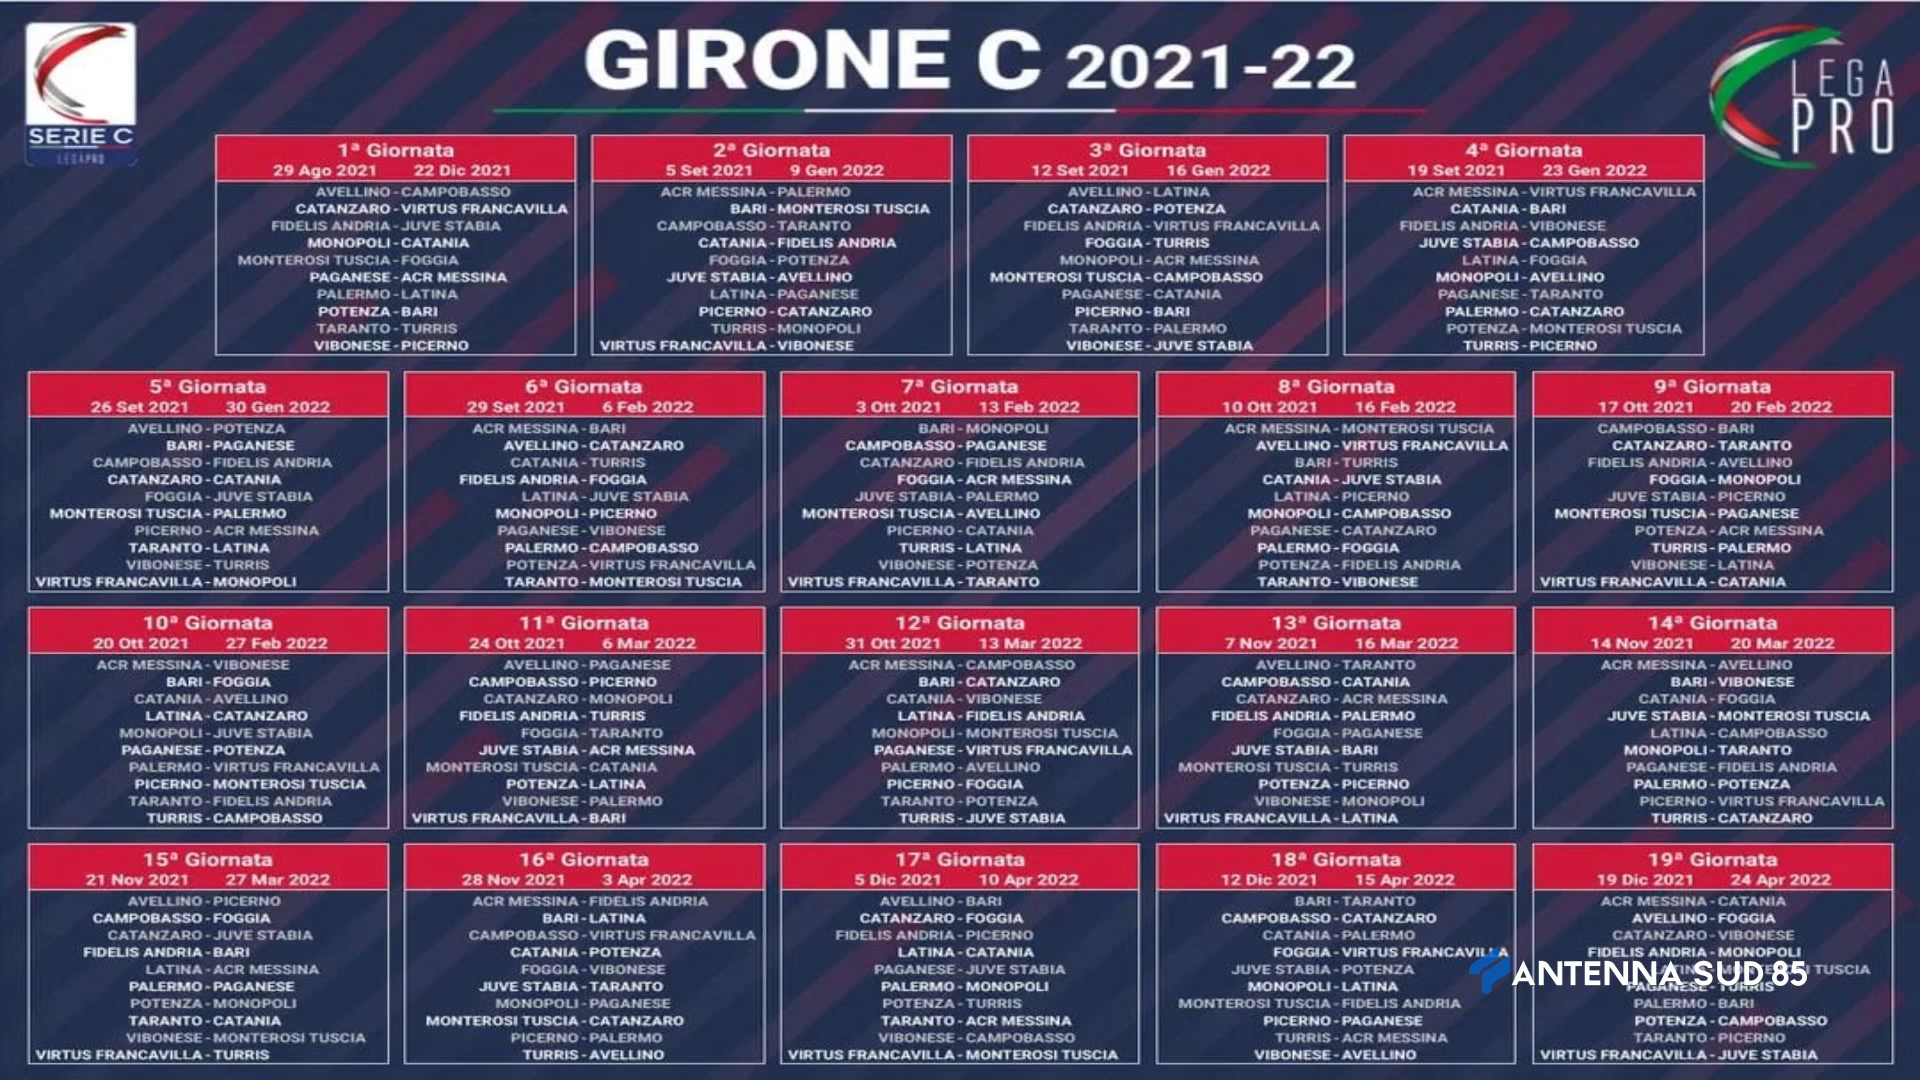 GIRONE C 2021-22
SERIE C
LEGAPRO
LEGA
PRO
1ª Giornata
29 Ago 2021 22 Dic 2021
AVELLINO - CAMPOBASSO
CATANZARO - VIRTUS FRANCAVILLA
FIDELIS ANDRIA - JUVE STABIA
MONOPOLI - CATANIA
MONTEROSI TUSCIA - FOGGIA
PAGANESE - ACR MESSINA
PALERMO - LATINA
POTENZA - BARI
TARANTO - TURRIS
VIBONESE - PICERNO
2ª Giornata
5 Set 2021 9 Gen 2022
ACR MESSINA - PALERMO
BARI - MONTEROSI TUSCIA
CAMPOBASSO - TARANTO
CATANIA - FIDELIS ANDRIA
FOGGIA - POTENZA
JUVE STABIA - AVELLINO
LATINA - PAGANESE
PICERNO - CATANZARO
TURRIS - MONOPOLI
VIRTUS FRANCAVILLA - VIBONESE
3ª Giornata
12 Set 2021 16 Gen 2022
AVELLINO - LATINA
CATANZARO - POTENZA
FIDELIS ANDRIA - VIRTUS FRANCAVILLA
FOGGIA - TURRIS
MONOPOLI - ACR MESSINA
MONTEROSI TUSCIA - CAMPOBASSO
PAGANESE - CATANIA
PICERNO - BARI
TARANTO - PALERMO
VIBONESE - JUVE STABIA
4ª Giornata
19 Set 2021 23 Gen 2022
ACR MESSINA - VIRTUS FRANCAVILLA
CATANIA - BARI
FIDELIS ANDRIA - VIBONESE
JUVE STABIA - CAMPOBASSO
LATINA - FOGGIA
MONOPOLI - AVELLINO
PAGANESE - TARANTO
PALERMO - CATANZARO
POTENZA - MONTEROSI TUSCIA
TURRIS - PICERNO
5ª Giornata
26 Set 2021 30 Gen 2022
AVELLINO - POTENZA
BARI - PAGANESE
CAMPOBASSO - FIDELIS ANDRIA
CATANZARO - CATANIA
FOGGIA - JUVE STABIA
MONTEROSI TUSCIA - PALERMO
PICERNO - ACR MESSINA
TARANTO - LATINA
VIBONESE - TURRIS
VIRTUS FRANCAVILLA - MONOPOLI
6ª Giornata
29 Set 2021 6 Feb 2022
ACR MESSINA - BARI
AVELLINO - CATANZARO
CATANIA - TURRIS
FIDELIS ANDRIA - FOGGIA
LATINA - JUVE STABIA
MONOPOLI - PICERNO
PAGANESE - VIBONESE
PALERMO - CAMPOBASSO
POTENZA - VIRTUS FRANCAVILLA
TARANTO - MONTEROSI TUSCIA
7ª Giornata
3 Ott 2021 13 Feb 2022
BARI - MONOPOLI
CAMPOBASSO - PAGANESE
CATANZARO - FIDELIS ANDRIA
FOGGIA - ACR MESSINA
JUVE STABIA - PALERMO
MONTEROSI TUSCIA - AVELLINO
PICERNO - CATANIA
TURRIS - LATINA
VIBONESE - POTENZA
VIRTUS FRANCAVILLA - TARANTO
8ª Giornata
10 Ott 2021 16 Feb 2022
ACR MESSINA - MONTEROSI TUSCIA
AVELLINO - VIRTUS FRANCAVILLA
BARI - TURRIS
CATANIA - JUVE STABIA
LATINA - PICERNO
MONOPOLI - CAMPOBASSO
PAGANESE - CATANZARO
PALERMO - FOGGIA
POTENZA - FIDELIS ANDRIA
TARANTO - VIBONESE
9ª Giornata
17 Ott 2021 20 Feb 2022
CAMPOBASSO - BARI
CATANZARO - TARANTO
FIDELIS ANDRIA - AVELLINO
FOGGIA - MONOPOLI
JUVE STABIA - PICERNO
MONTEROSI TUSCIA - PAGANESE
POTENZA - ACR MESSINA
TURRIS - PALERMO
VIBONESE - LATINA
VIRTUS FRANCAVILLA - CATANIA
10ª Giornata
20 Ott 2021 27 Feb 2022
ACR MESSINA - VIBONESE
BARI - FOGGIA
CATANIA - AVELLINO
LATINA - CATANZARO
MONOPOLI - JUVE STABIA
PAGANESE - POTENZA
PALERMO - VIRTUS FRANCAVILLA
PICERNO - MONTEROSI TUSCIA
TARANTO - FIDELIS ANDRIA
TURRIS - CAMPOBASSO
11ª Giornata
24 Ott 2021 6 Mar 2022
AVELLINO - PAGANESE
CAMPOBASSO - PICERNO
CATANZARO - MONOPOLI
FIDELIS ANDRIA - TURRIS
FOGGIA - TARANTO
JUVE STABIA - ACR MESSINA
MONTEROSI TUSCIA - CATANIA
POTENZA - LATINA
VIBONESE - PALERMO
VIRTUS FRANCAVILLA - BARI
12ª Giornata
31 Ott 2021 13 Mar 2022
ACR MESSINA - CAMPOBASSO
BARI - CATANZARO
CATANIA - VIBONESE
LATINA - FIDELIS ANDRIA
MONOPOLI - MONTEROSI TUSCIA
PAGANESE - VIRTUS FRANCAVILLA
PALERMO - AVELLINO
PICERNO - FOGGIA
TARANTO - POTENZA
TURRIS - JUVE STABIA
13ª Giornata
7 Nov 2021 16 Mar 2022
AVELLINO - TARANTO
CAMPOBASSO - CATANIA
CATANZARO - ACR MESSINA
FIDELIS ANDRIA - PALERMO
FOGGIA - PAGANESE
JUVE STABIA - BARI
MONTEROSI TUSCIA - TURRIS
POTENZA - PICERNO
VIBONESE - MONOPOLI
VIRTUS FRANCAVILLA - LATINA
14ª Giornata
14 Nov 2021 20 Mar 2022
ACR MESSINA - AVELLINO
BARI - VIBONESE
CATANIA - FOGGIA
JUVE STABIA - MONTEROSI TUSCIA
LATINA - CAMPOBASSO
MONOPOLI - TARANTO
PAGANESE - FIDELIS ANDRIA
PALERMO - POTENZA
PICERNO - VIRTUS FRANCAVILLA
TURRIS - CATANZARO
15ª Giornata
21 Nov 2021 27 Mar 2022
AVELLINO - PICERNO
CAMPOBASSO - FOGGIA
CATANZARO - JUVE STABIA
FIDELIS ANDRIA - BARI
LATINA - ACR MESSINA
PALERMO - PAGANESE
POTENZA - MONOPOLI
TARANTO - CATANIA
VIBONESE - MONTEROSI TUSCIA
VIRTUS FRANCAVILLA - TURRIS
16ª Giornata
28 Nov 2021 3 Apr 2022
ACR MESSINA - FIDELIS ANDRIA
BARI - LATINA
CAMPOBASSO - VIRTUS FRANCAVILLA
CATANIA - POTENZA
FOGGIA - VIBONESE
JUVE STABIA - TARANTO
MONOPOLI - PAGANESE
MONTEROSI TUSCIA - CATANZARO
PICERNO - PALERMO
TURRIS - AVELLINO
17ª Giornata
5 Dic 2021 10 Apr 2022
AVELLINO - BARI
CATANZARO - FOGGIA
FIDELIS ANDRIA - PICERNO
LATINA - CATANIA
PAGANESE - JUVE STABIA
PALERMO - MONOPOLI
POTENZA - TURRIS
TARANTO - ACR MESSINA
VIBONESE - CAMPOBASSO
VIRTUS FRANCAVILLA - MONTEROSI TUSCIA
18ª Giornata
12 Dic 2021 15 Apr 2022
BARI - TARANTO
CAMPOBASSO - CATANZARO
CATANIA - PALERMO
FOGGIA - VIRTUS FRANCAVILLA
JUVE STABIA - POTENZA
MONOPOLI - LATINA
MONTEROSI TUSCIA - FIDELIS ANDRIA
PICERNO - PAGANESE
TURRIS - ACR MESSINA
VIBONESE - AVELLINO
19ª Giornata
19 Dic 2021 24 Apr 2022
ACR MESSINA - CATANIA
AVELLINO - FOGGIA
CATANZARO - VIBONESE
FIDELIS ANDRIA - MONOPOLI
TUSCIA
PAGANESE - TURRIS
PALERMO - BARI
POTENZA - CAMPOBASSO
TARANTO - PICERNO
VIRTUS FRANCAVILLA - JUVE STABIA
ANTENNA SUD 85